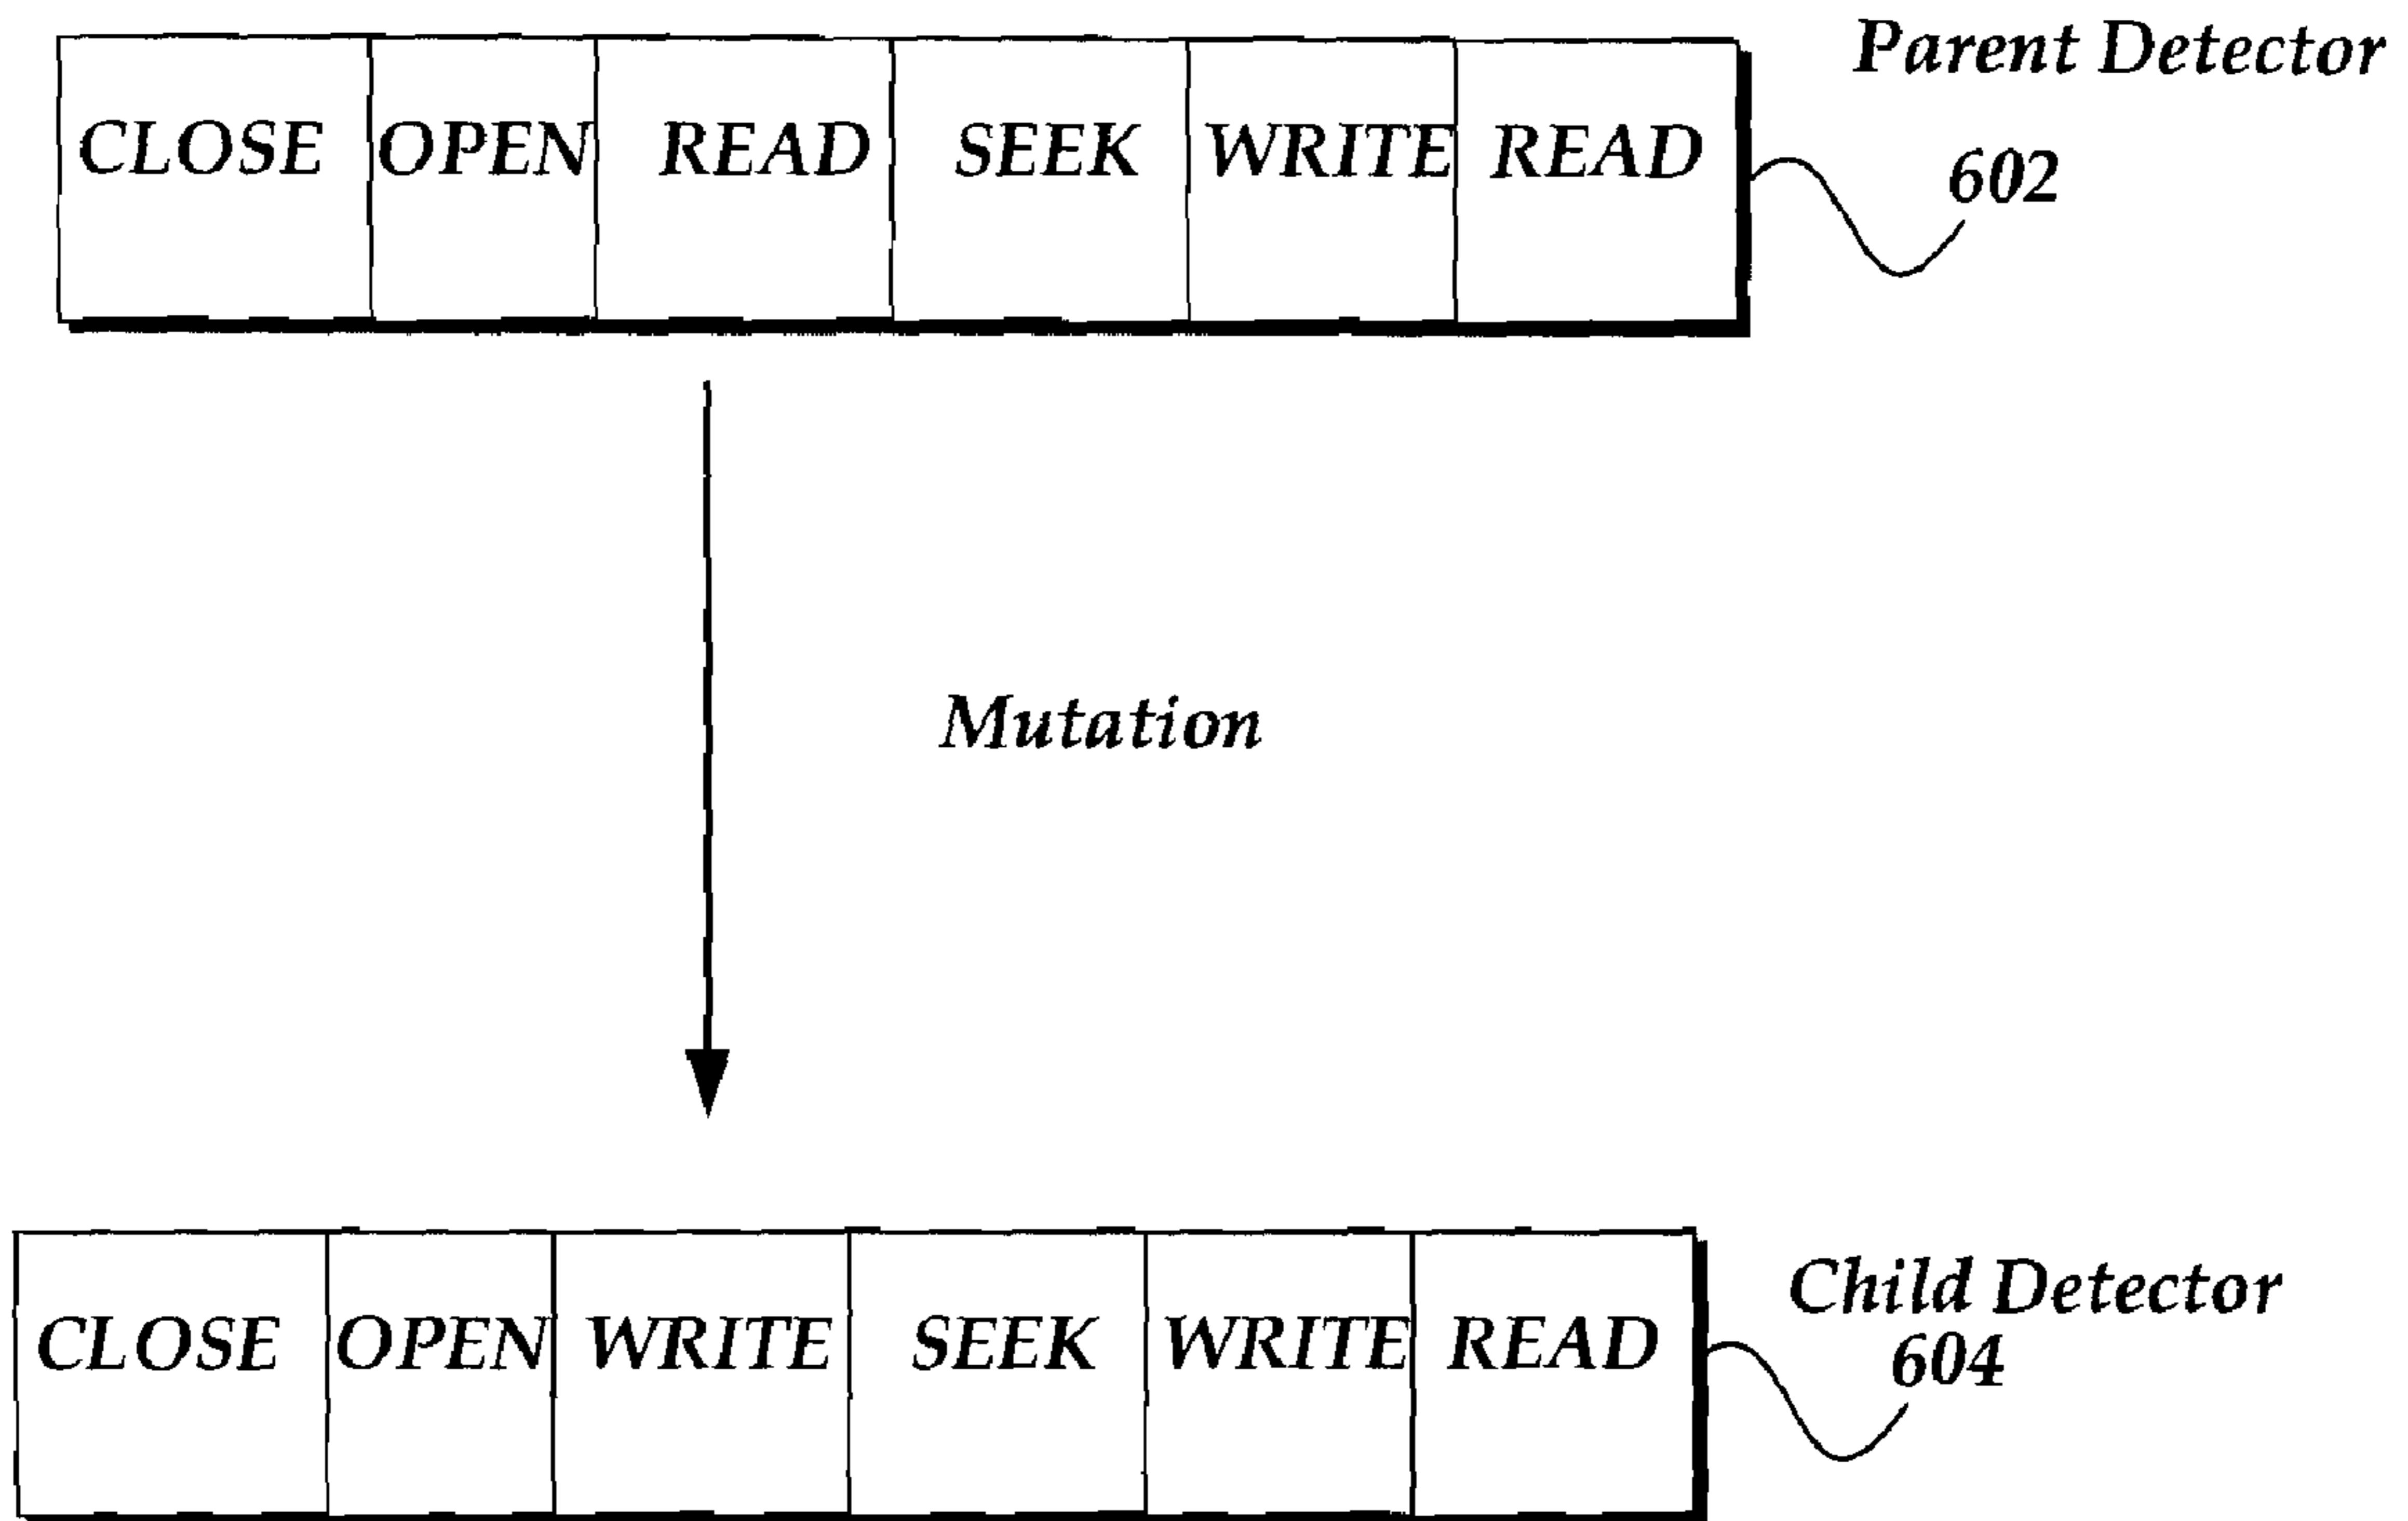 Parent Detector
CLOSE OPEN READ SEEK WRITE READ
602
Mutation
Child Detector
CLOSE OPEN WRITE SEEK WRITE READ
604